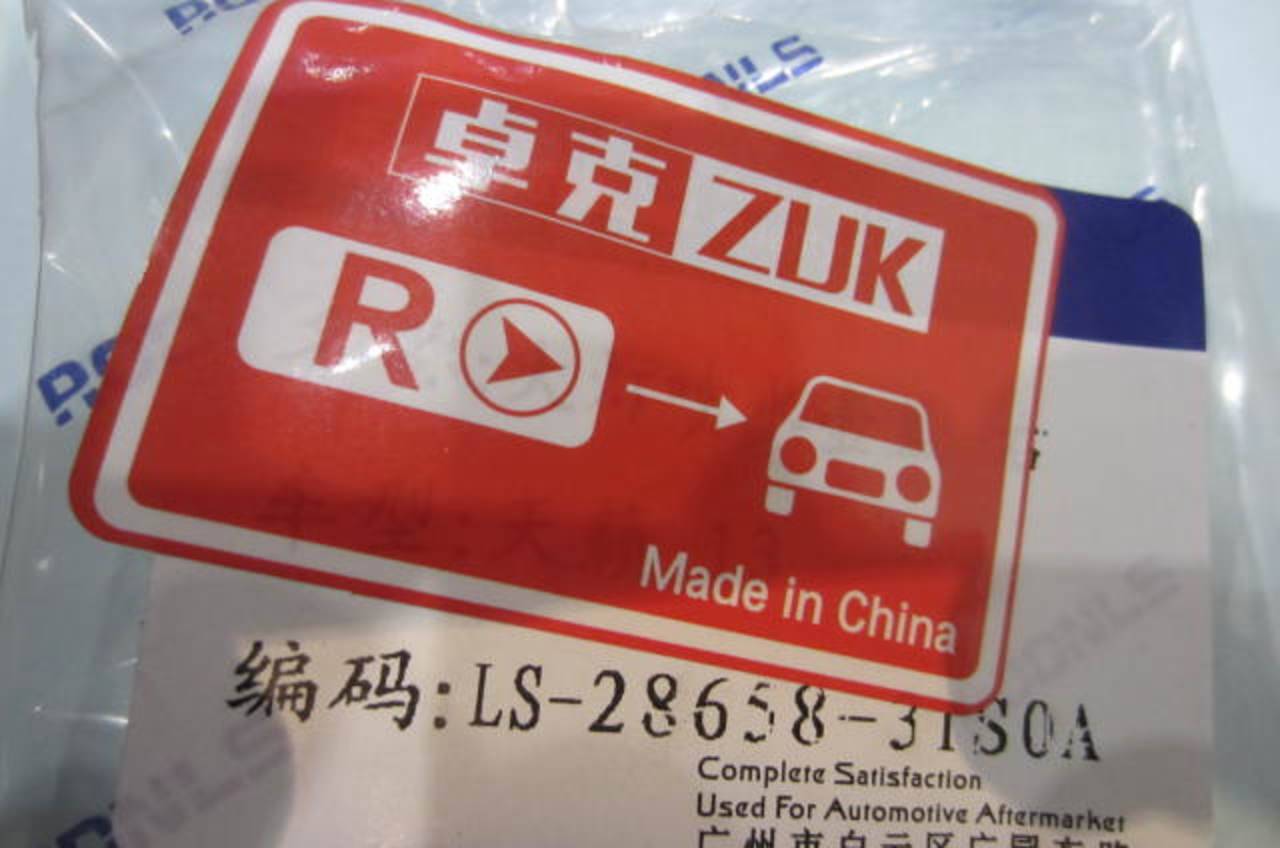 卓克 ZUK
R
Made in China
编码:LS-28658-31S0A
Complete Satisfaction
Used For Automotive Aftermarket